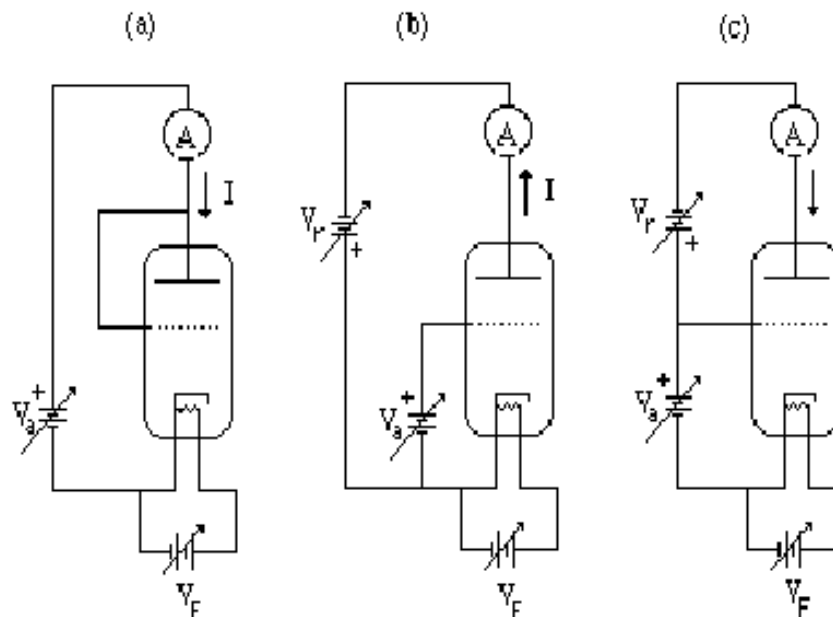 (a) (b) (c)
A A A
I I
V_r + V_r +
+ V_a + V_a + V_a
V_F V_F V_F